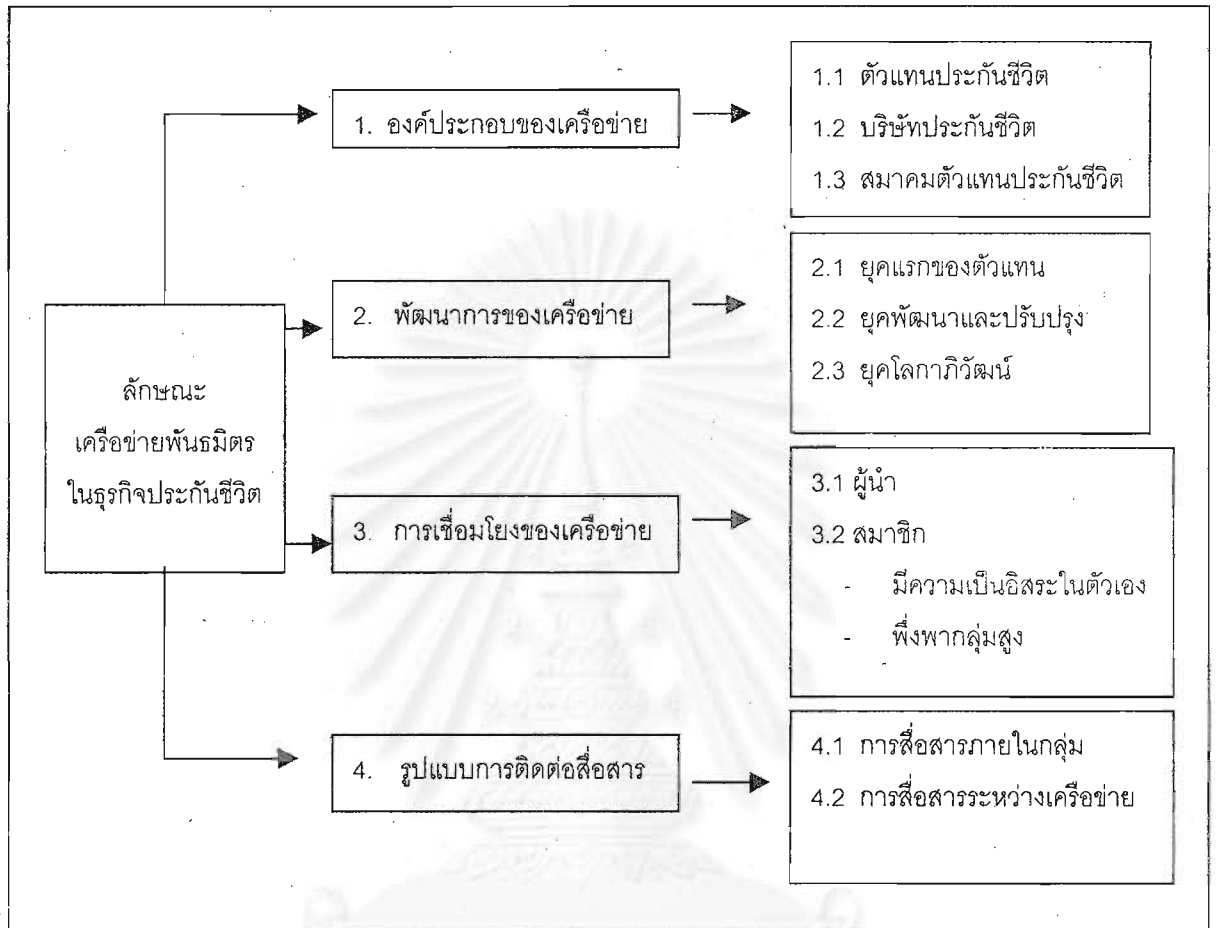 ลักษณะ
เครือข่ายพันธมิตร
ในธุรกิจประกันชีวิต
1. องค์ประกอบของเครือข่าย
1.1 ตัวแทนประกันชีวิต
1.2 บริษัทประกันชีวิต
1.3 สมาคมตัวแทนประกันชีวิต
2. พัฒนาการของเครือข่าย
2.1 ยุคแรกของตัวแทน
2.2 ยุคพัฒนาและปรับปรุง
2.3 ยุคโลกาภิวัฒน์
3. การเชื่อมโยงของเครือข่าย
3.1 ผู้นำ
3.2 สมาชิก
- มีความเป็นอิสระในตัวเอง
- พึ่งพากลุ่มสูง
4. รูปแบบการติดต่อสื่อสาร
4.1 การสื่อสารภายในกลุ่ม
4.2 การสื่อสารระหว่างเครือข่าย